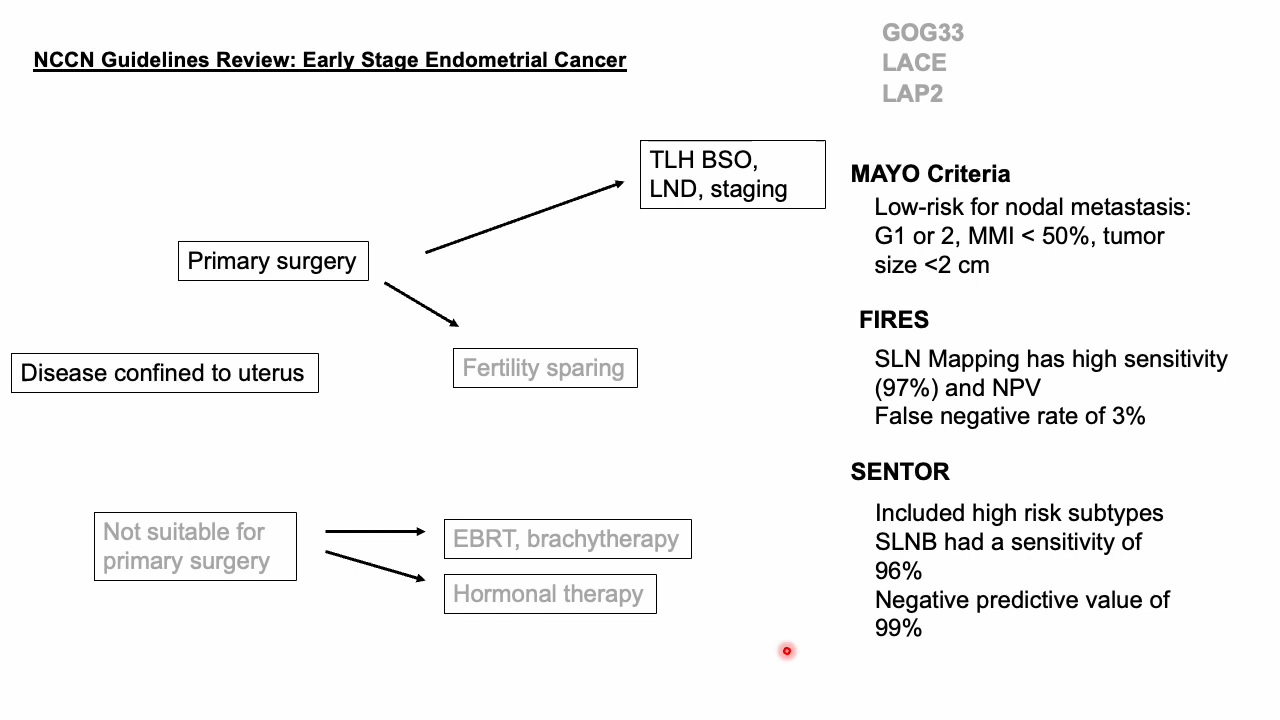 NCCN Guidelines Review: Early Stage Endometrial Cancer
GOG33
LACE
LAP2
TLH BSO,
LND, staging
Primary surgery
Fertility sparing
Disease confined to uterus
Not suitable for
primary surgery
EBRT, brachytherapy
Hormonal therapy
MAYO Criteria
Low-risk for nodal metastasis:
G1 or 2, MMI < 50%, tumor
size <2 cm
FIRES
SLN Mapping has high sensitivity
(97%) and NPV
False negative rate of 3%
SENTOR
Included high risk subtypes
SLNB had a sensitivity of
96%
Negative predictive value of
99%